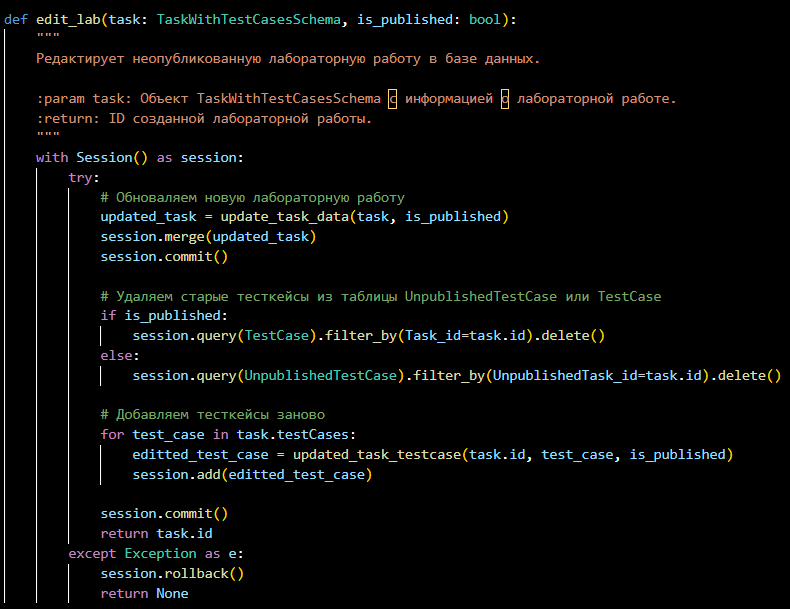 def edit_lab(task: TaskWithTestCasesSchema, is_published: bool):
    """
    Редактирует неопубликованную лабораторную работу в базе данных.

    :param task: Объект TaskWithTestCasesSchema с информацией о лабораторной работе.
    :return: ID созданной лабораторной работы.
    """
    with Session() as session:
        try:
            # Обноваляем новую лабораторную работу
            updated_task = update_task_data(task, is_published)
            session.merge(updated_task)
            session.commit()

            # Удаляем старые тесткейсы из таблицы UnpublishedTestCase или TestCase
            if is_published:
                session.query(TestCase).filter_by(Task_id=task.id).delete()
            else:
                session.query(UnpublishedTestCase).filter_by(UnpublishedTask_id=task.id).delete()

            # Добавляем тесткейсы заново
            for test_case in task.testCases:
                editted_test_case = updated_task_testcase(task.id, test_case, is_published)
                session.add(editted_test_case)

            session.commit()
            return task.id
        except Exception as e:
            session.rollback()
            return None